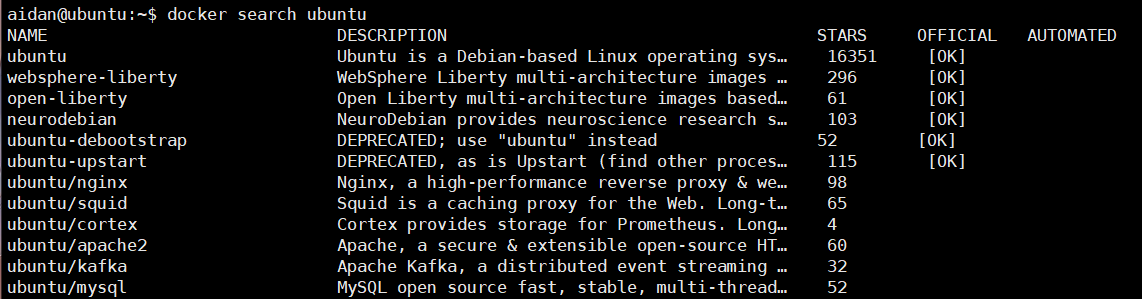 aidan@ubuntu:~$ docker search ubuntu
NAME DESCRIPTION STARS OFFICIAL AUTOMATED
ubuntu Ubuntu is a Debian-based Linux operating sys… 16351 [OK]
websphere-liberty WebSphere Liberty multi-architecture images … 296 [OK]
open-liberty Open Liberty multi-architecture images based… 61 [OK]
neurodebian NeuroDebian provides neuroscience research s… 103 [OK]
ubuntu-debootstrap DEPRECATED; use "ubuntu" instead 52 [OK]
ubuntu-upstart DEPRECATED, as is Upstart (find other proces… 115 [OK]
ubuntu/nginx Nginx, a high-performance reverse proxy & we… 98
ubuntu/squid Squid is a caching proxy for the Web. Long-t… 65
ubuntu/cortex Cortex provides storage for Prometheus. Long… 4
ubuntu/apache2 Apache, a secure & extensible open-source HT… 60
ubuntu/kafka Apache Kafka, a distributed event streaming … 32
ubuntu/mysql MySQL open source fast, stable, multi-thread… 52